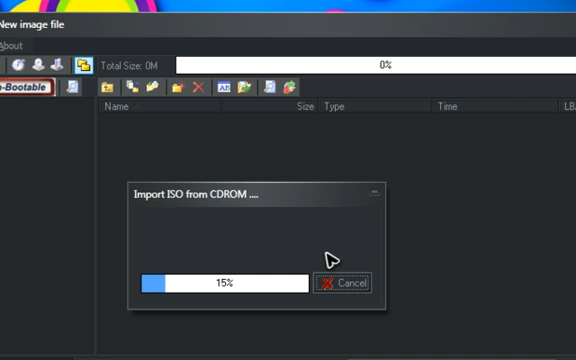 New image file
About
Total Size: 0M
0%
-Bootable
Name
Size
Type
Time
LBA
Import ISO from CDROM ....
15%
Cancel